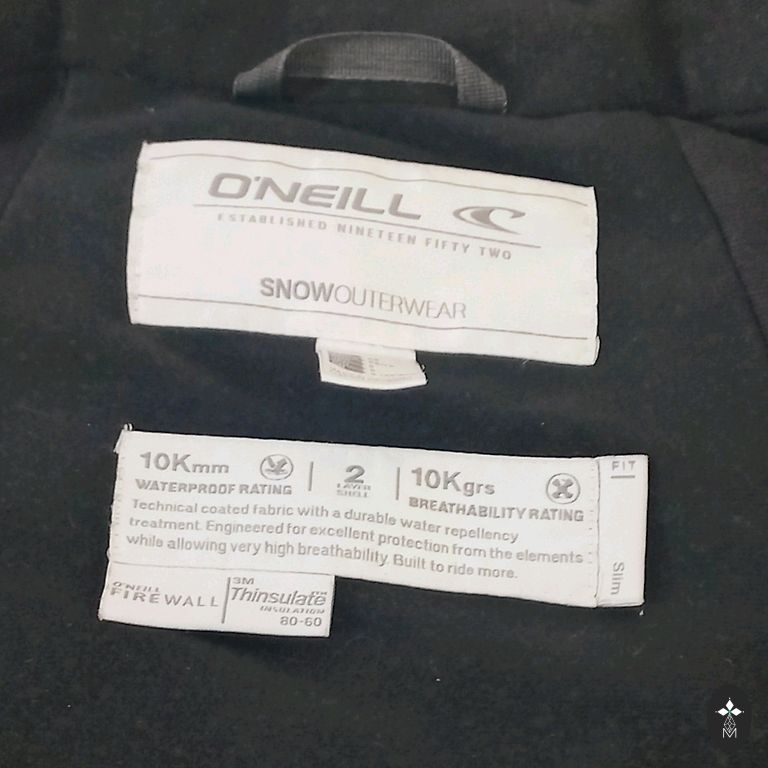 O'NEILL
ESTABLISHED NINETEEN FIFTY TWO
SNOWOUTERWEAR
10Kmm
WATERPROOF RATING
2
LAYER
SHELL
10Kgrs
BREATHABILITY RATING
Technical coated fabric with a durable water repellency
treatment. Engineered for excellent protection from the elements
while allowing very high breathability. Built to ride more.
FIT
Slim
O'NEILL
FIREWALL
3M
Thinsulate™
INSULATION
80-60
M